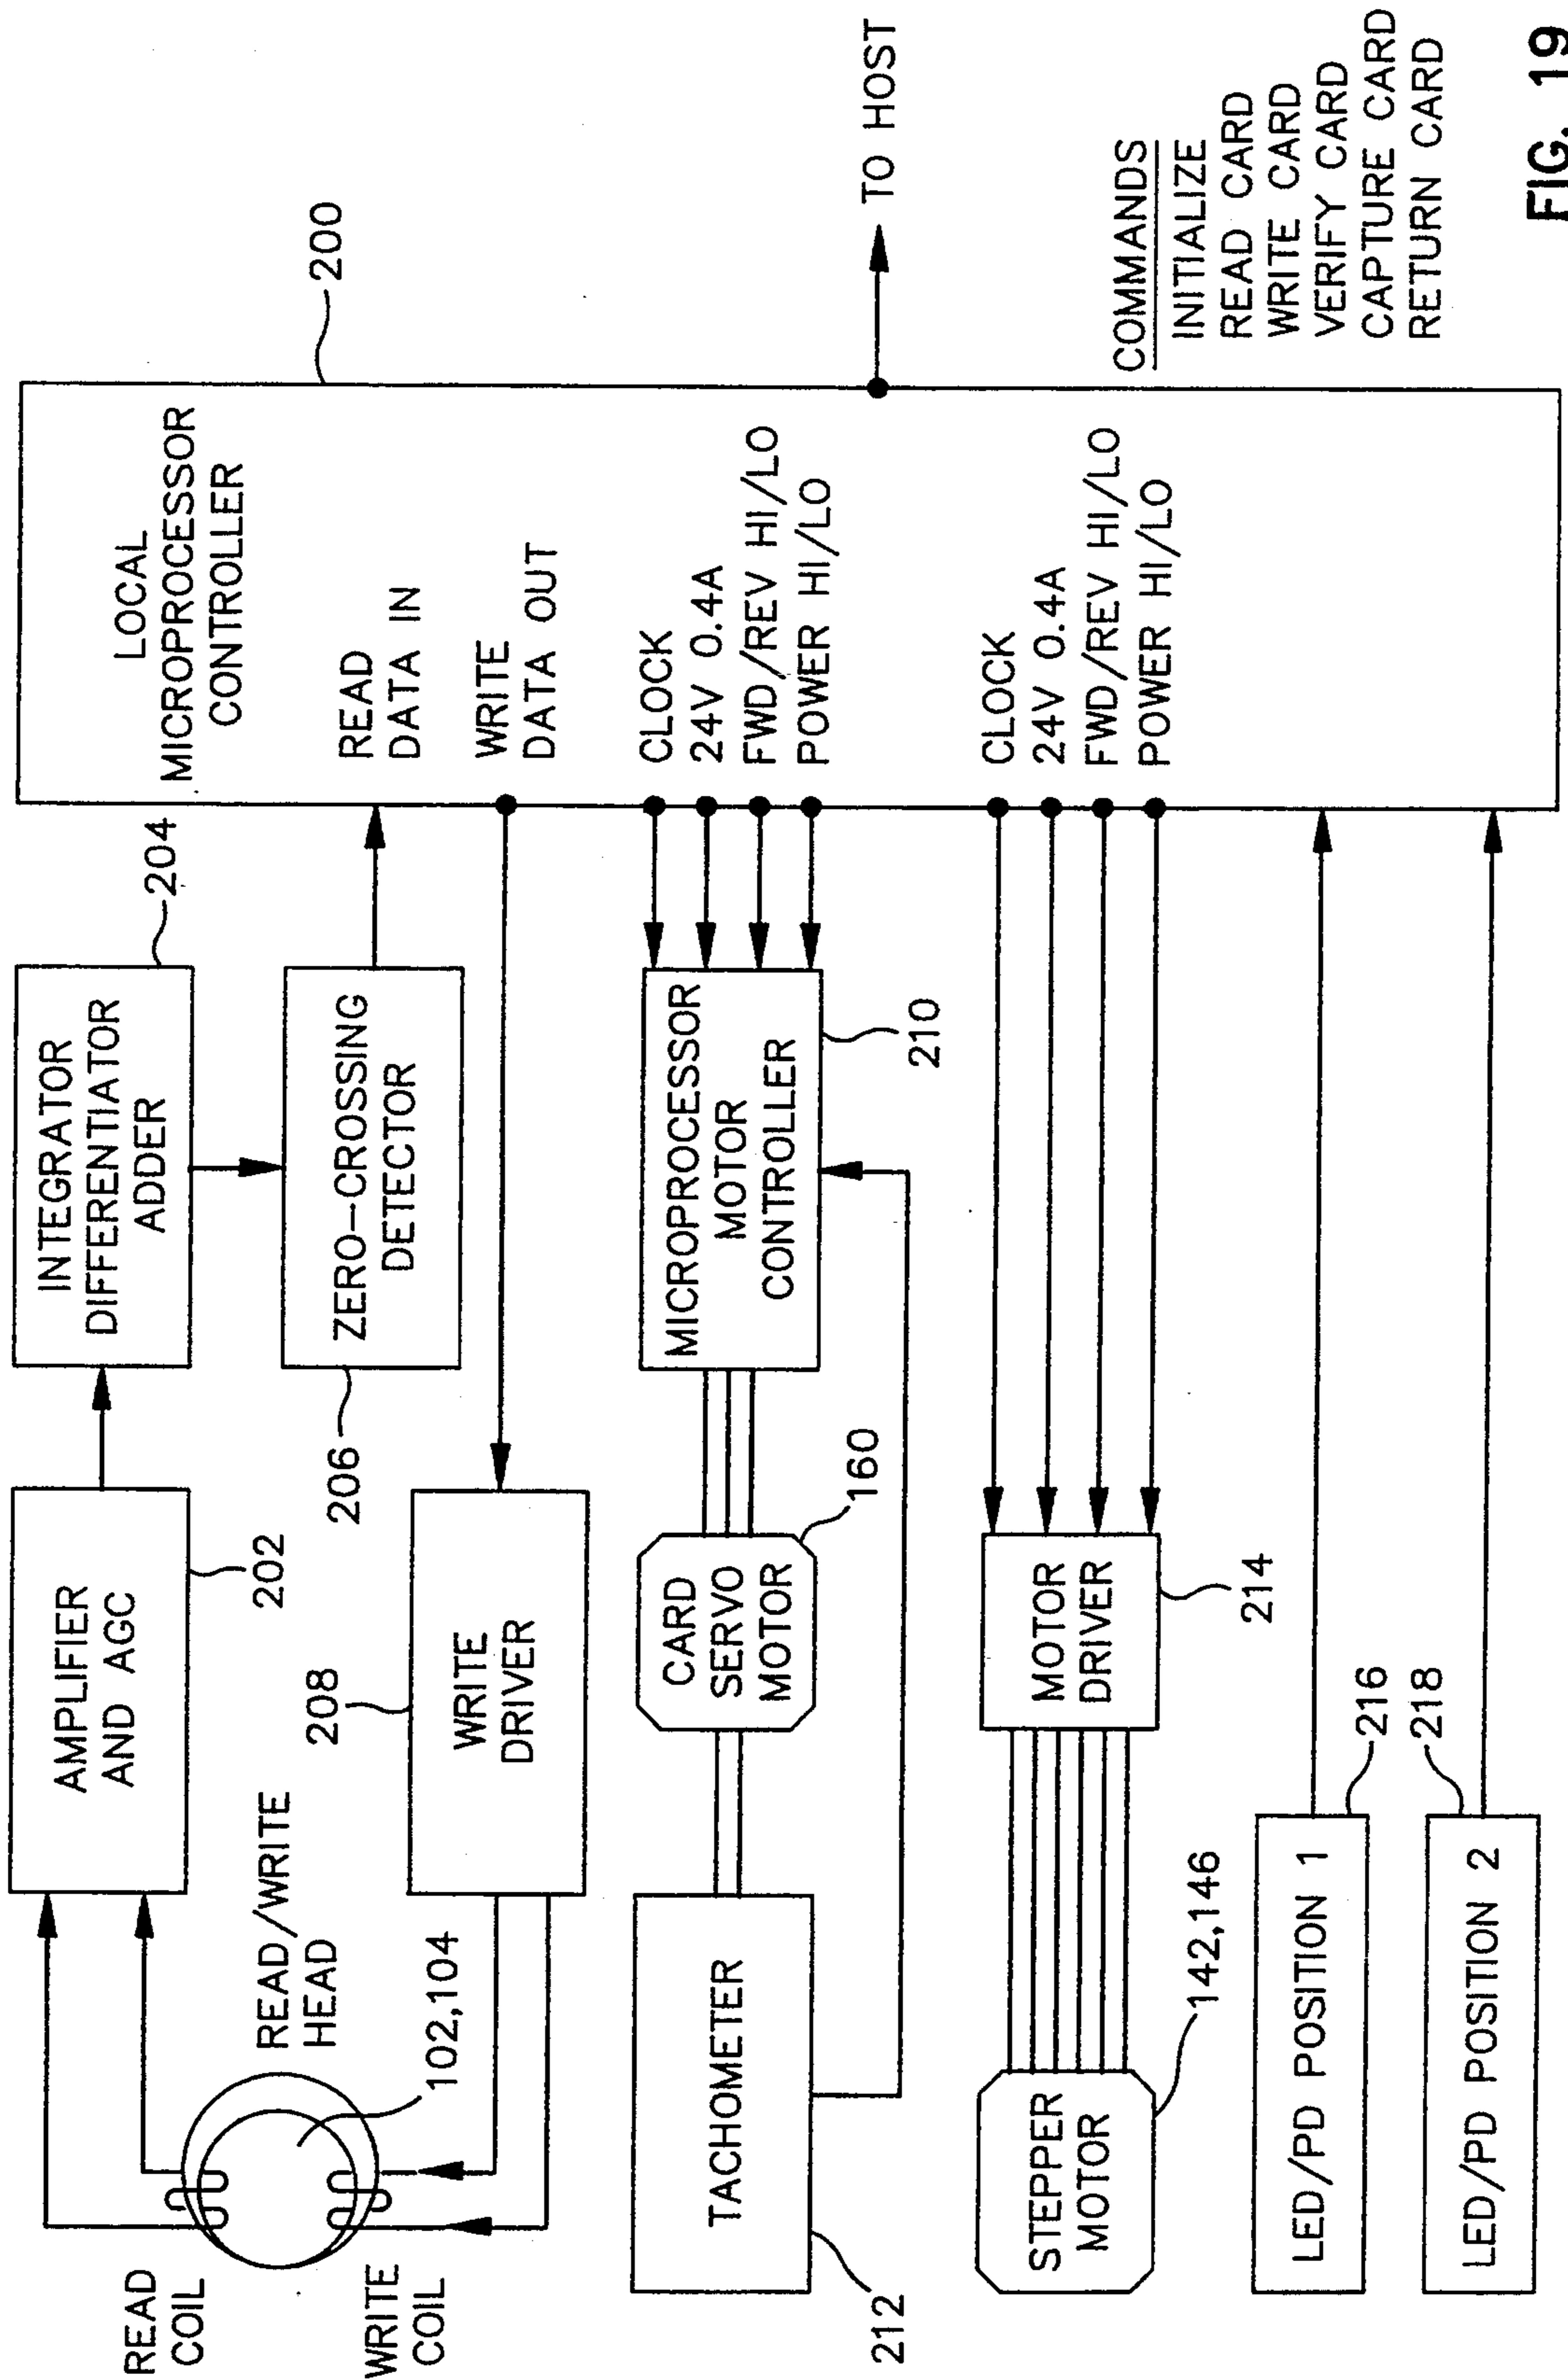 READ
COIL
WRITE
COIL
READ/WRITE
HEAD
102,104
AMPLIFIER
AND AGC
202
INTEGRATOR
DIFFERENTIATOR
ADDER
204
ZERO-CROSSING
DETECTOR
206
WRITE
DRIVER
208
LOCAL
MICROPROCESSOR
CONTROLLER
200
READ
DATA IN
WRITE
DATA OUT
CLOCK
24V 0.4A
FWD/REV HI/LO
POWER HI/LO
CLOCK
24V 0.4A
FWD/REV HI/LO
POWER HI/LO
TACHOMETER
212
CARD
SERVO
MOTOR
160
MICROPROCESSOR
MOTOR
CONTROLLER
210
STEPPER
MOTOR
142,146
MOTOR
DRIVER
214
LED/PD POSITION 1
216
LED/PD POSITION 2
218
TO HOST
COMMANDS
INITIALIZE
READ CARD
WRITE CARD
VERIFY CARD
CAPTURE CARD
RETURN CARD
FIG. 19